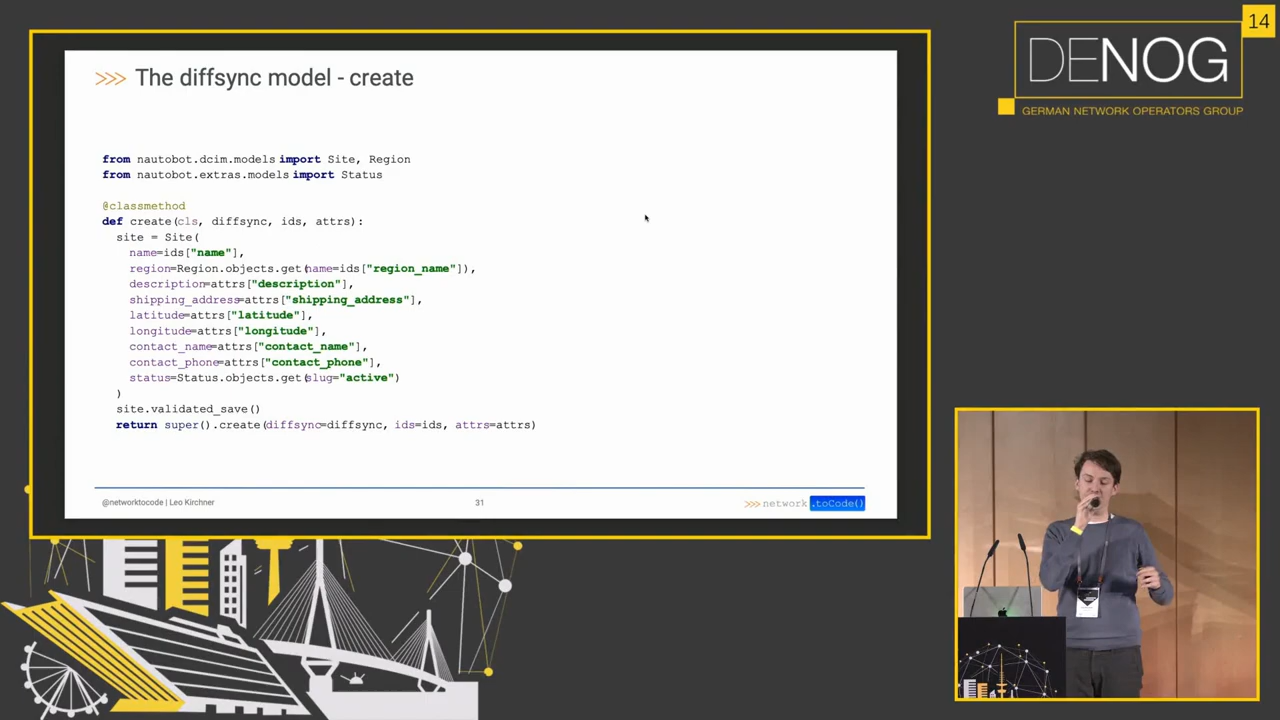 14
DENOG
GERMAN NETWORK OPERATORS GROUP
>>> The diffsync model - create
from nautobot.dcim.models import Site, Region
from nautobot.extras.models import Status
@classmethod
def create(cls, diffsync, ids, attrs):
site = Site(
name=ids["name"],
region=Region.objects.get(name=ids["region_name"]),
description=attrs["description"],
shipping_address=attrs["shipping_address"],
latitude=attrs["latitude"],
longitude=attrs["longitude"],
contact_name=attrs["contact_name"],
contact_phone=attrs["contact_phone"],
status=Status.objects.get(slug="active")
)
site.validated_save()
return super().create(diffsync=diffsync, ids=ids, attrs=attrs)
@networktocode | Leo Kirchner
31
>>> network .toCode()